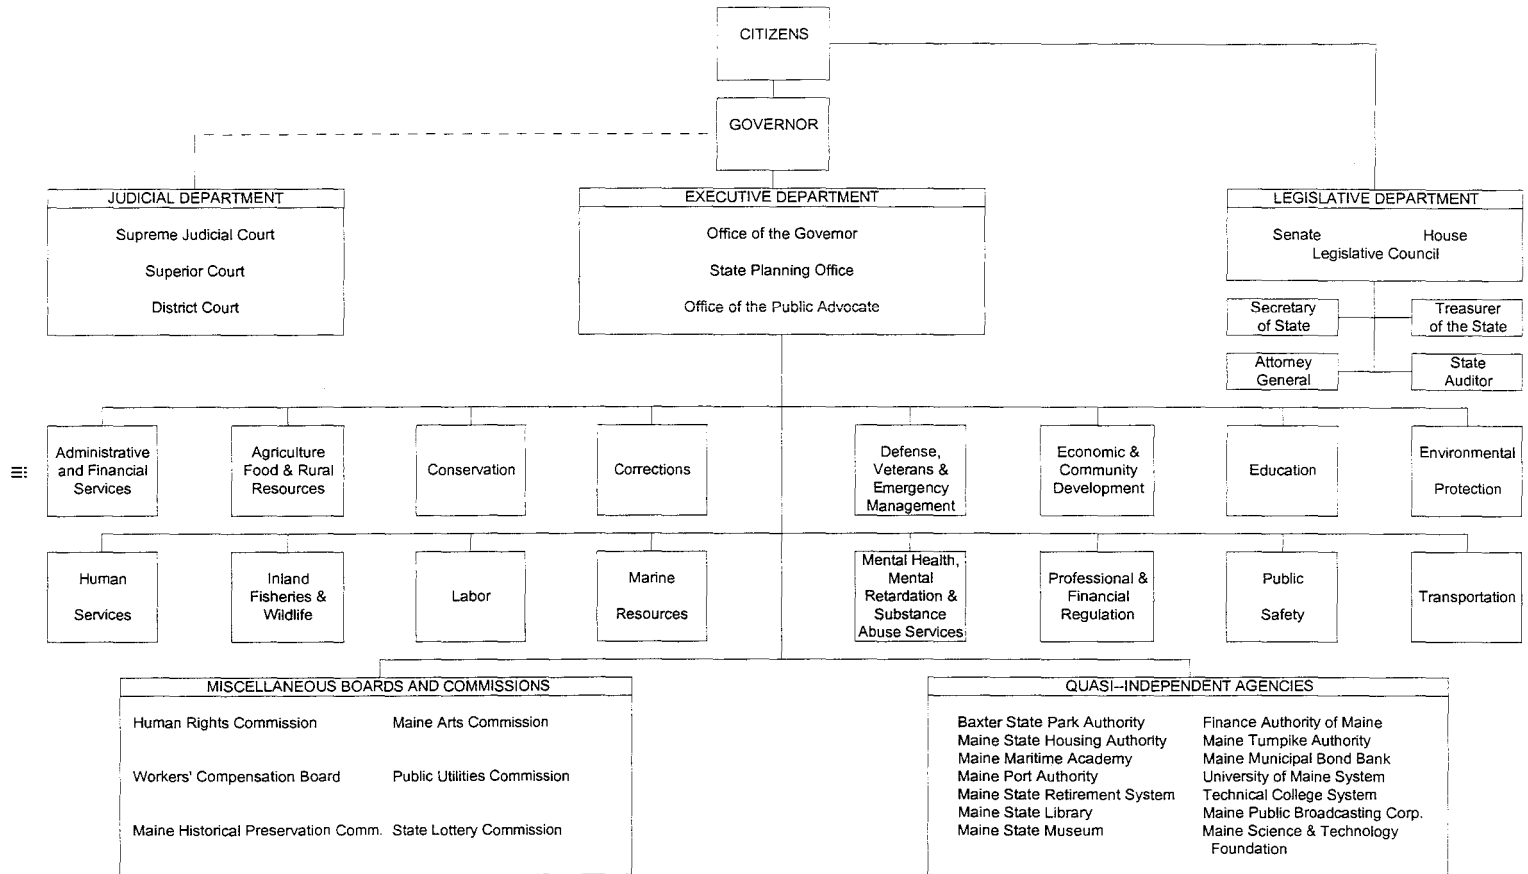 CITIZENS
GOVERNOR
JUDICIAL DEPARTMENT
Supreme Judicial Court
Superior Court
District Court
EXECUTIVE DEPARTMENT
Office of the Governor
State Planning Office
Office of the Public Advocate
LEGISLATIVE DEPARTMENT
Senate House
Legislative Council
Secretary
of State
Treasurer
of the State
Attorney
General
State
Auditor
Administrative
and Financial
Services
Agriculture
Food & Rural
Resources
Conservation
Corrections
Defense,
Veterans &
Emergency
Management
Economic &
Community
Development
Education
Environmental
Protection
Human
Services
Inland
Fisheries &
Wildlife
Labor
Marine
Resources
Mental Health,
Mental
Retardation &
Substance
Abuse Services
Professional &
Financial
Regulation
Public
Safety
Transportation
MISCELLANEOUS BOARDS AND COMMISSIONS
Human Rights Commission Maine Arts Commission
Workers' Compensation Board Public Utilities Commission
Maine Historical Preservation Comm. State Lottery Commission
QUASI--INDEPENDENT AGENCIES
Baxter State Park Authority Finance Authority of Maine
Maine State Housing Authority Maine Turnpike Authority
Maine Maritime Academy Maine Municipal Bond Bank
Maine Port Authority University of Maine System
Maine State Retirement System Technical College System
Maine State Library Maine Public Broadcasting Corp.
Maine State Museum Maine Science & Technology
Foundation